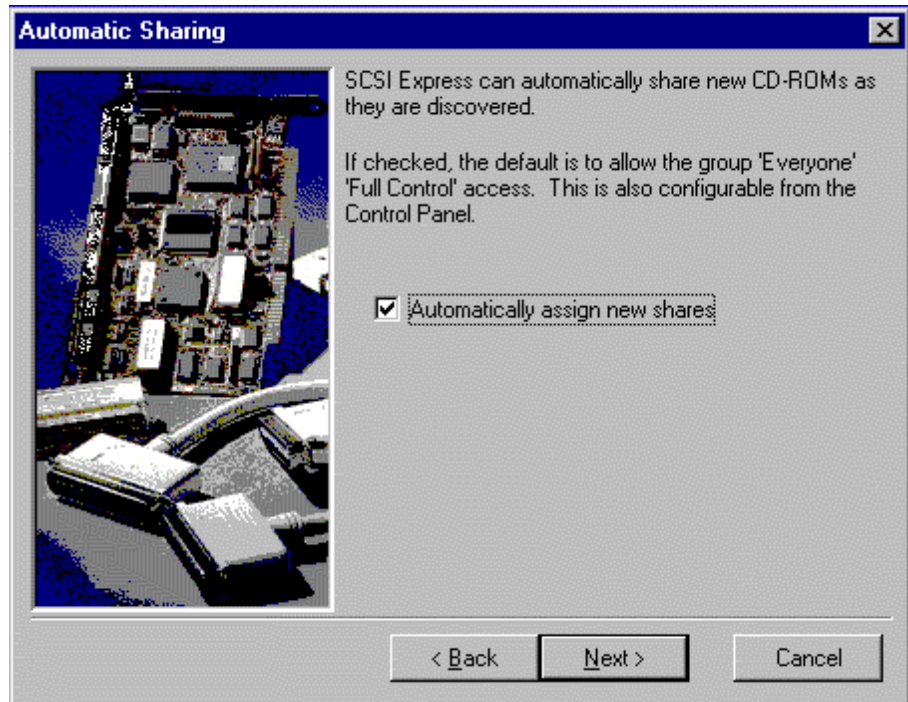 Automatic Sharing
SCSI Express can automatically share new CD-ROMs as
they are discovered.
If checked, the default is to allow the group 'Everyone'
'Full Control' access. This is also configurable from the
Control Panel.
Automatically assign new shares
< Back
Next >
Cancel